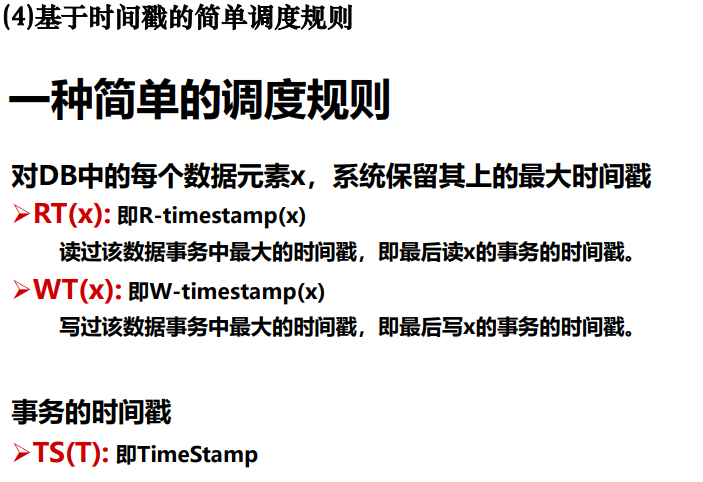 (4)基于时间戳的简单调度规则
一种简单的调度规则
对DB中的每个数据元素x，系统保留其上的最大时间戳
➢RT(x): 即R-timestamp(x)
读过该数据事务中最大的时间戳，即最后读x的事务的时间戳。
➢WT(x): 即W-timestamp(x)
写过该数据事务中最大的时间戳，即最后写x的事务的时间戳。
事务的时间戳
➢TS(T): 即TimeStamp